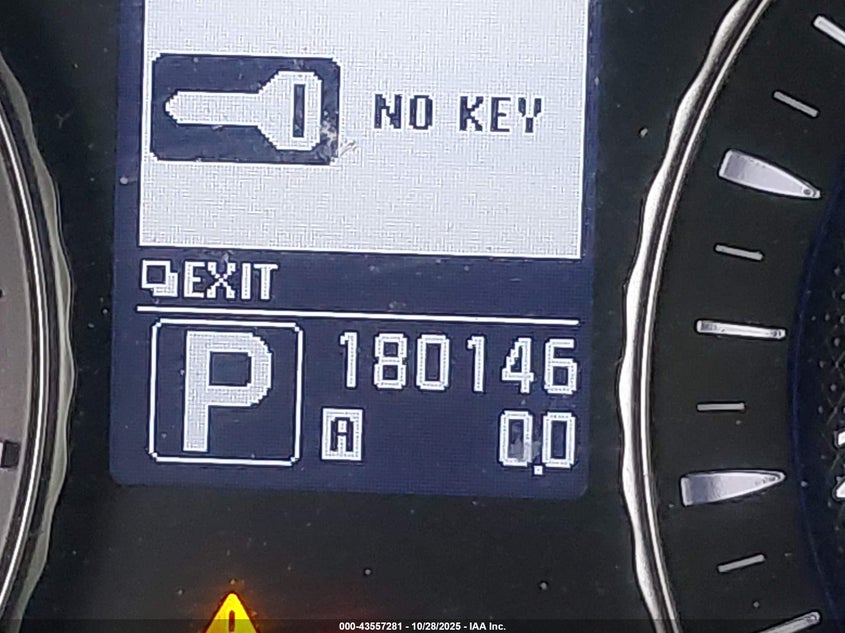 NO KEY
EXIT
P
180146
A
0.0
000-43557281 - 10/28/2025 - IAA Inc.